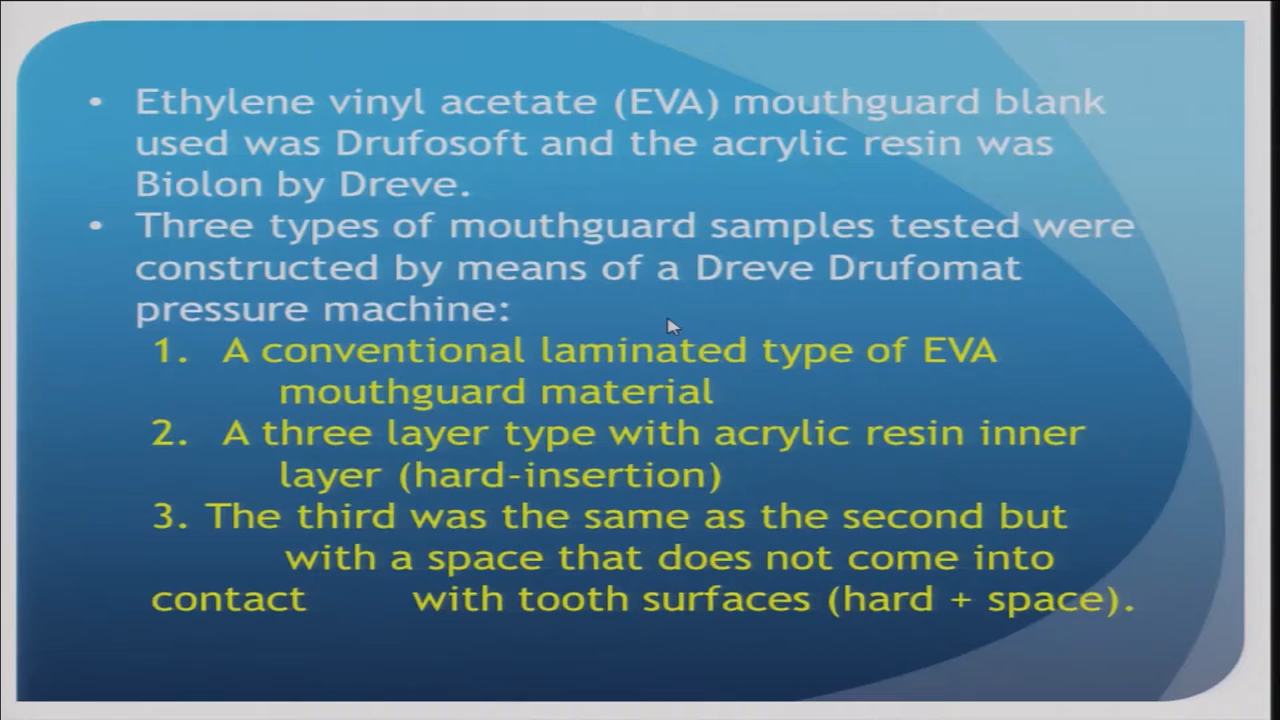 • Ethylene vinyl acetate (EVA) mouthguard blank
used was Drufosoft and the acrylic resin was
Biolon by Dreve.
• Three types of mouthguard samples tested were
constructed by means of a Dreve Drufomat
pressure machine:
1. A conventional laminated type of EVA
mouthguard material
2. A three layer type with acrylic resin inner
layer (hard-insertion)
3. The third was the same as the second but
with a space that does not come into
contact with tooth surfaces (hard + space).